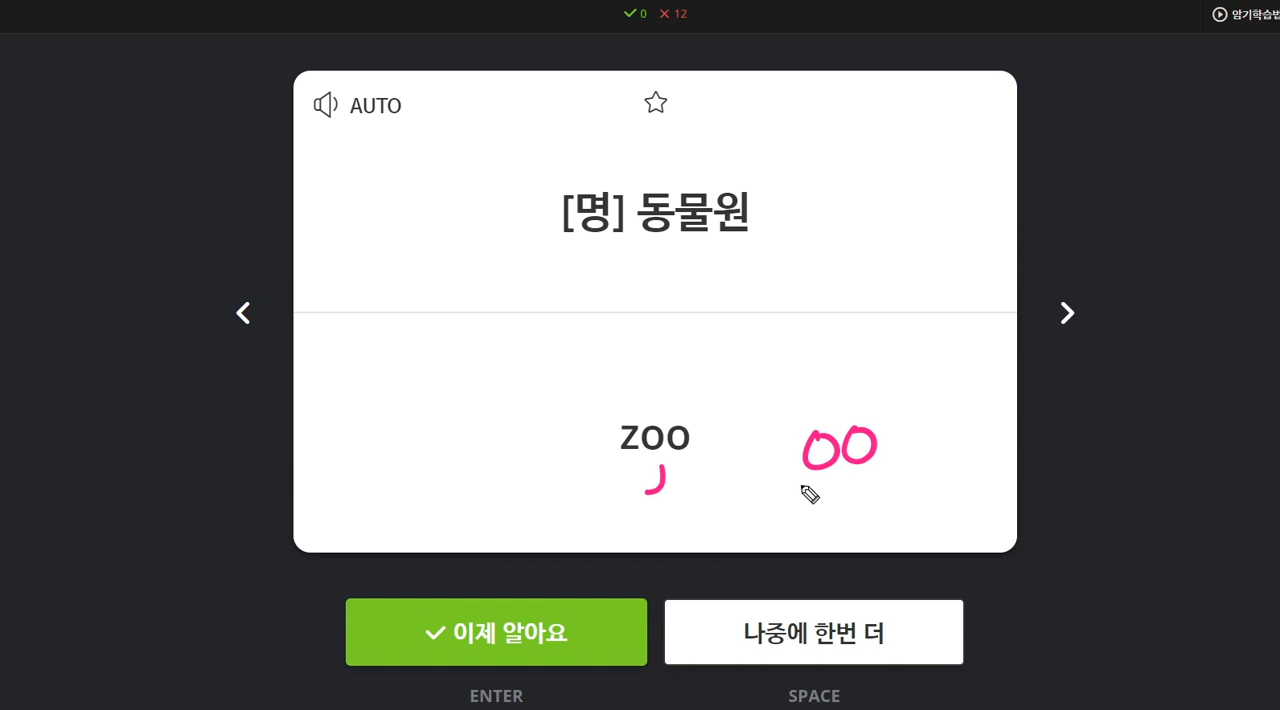 0 12
암기학습법
AUTO
[명] 동물원
zoo
oo
이제 알아요
나중에 한번 더
ENTER
SPACE